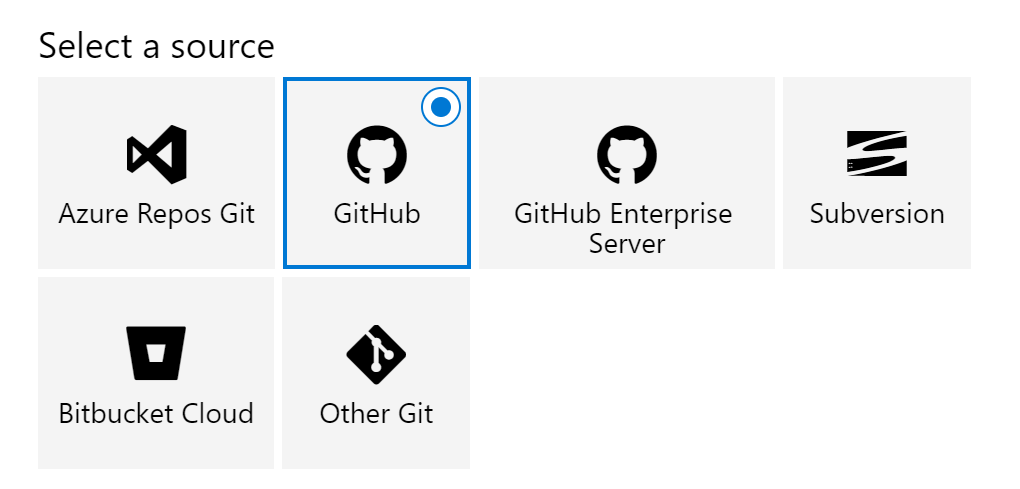 Select a source
Azure Repos Git
GitHub
GitHub Enterprise
Server
Subversion
Bitbucket Cloud
Other Git